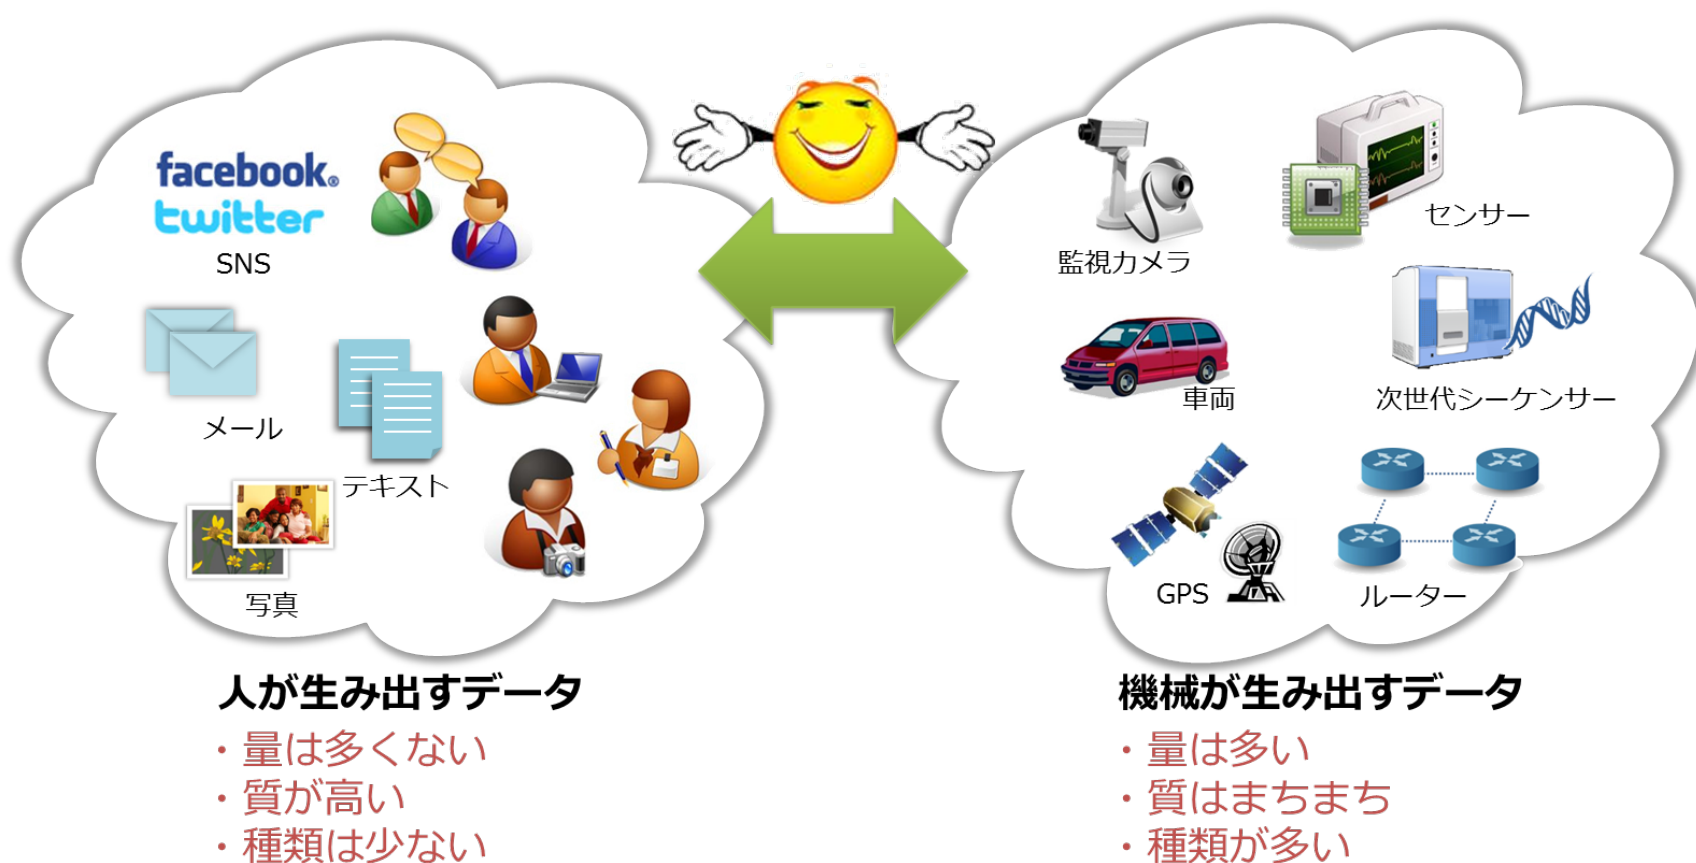 facebook®
twitter
SNS
メール
テキスト
写真
人が生み出すデータ
・量は多くない
・質が高い
・種類は少ない
監視カメラ
センサー
車両
次世代シーケンサー
GPS
ルーター
機械が生み出すデータ
・量は多い
・質はまちまち
・種類が多い